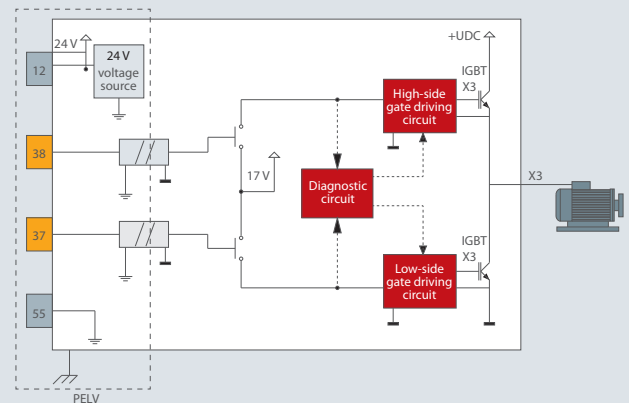 24 V
+UDC
12
24 V
voltage
source
IGBT
X3
High-side
gate driving
circuit
38
17 V
Diagnostic
circuit
X3
37
IGBT
X3
Low-side
gate driving
circuit
55
PELV